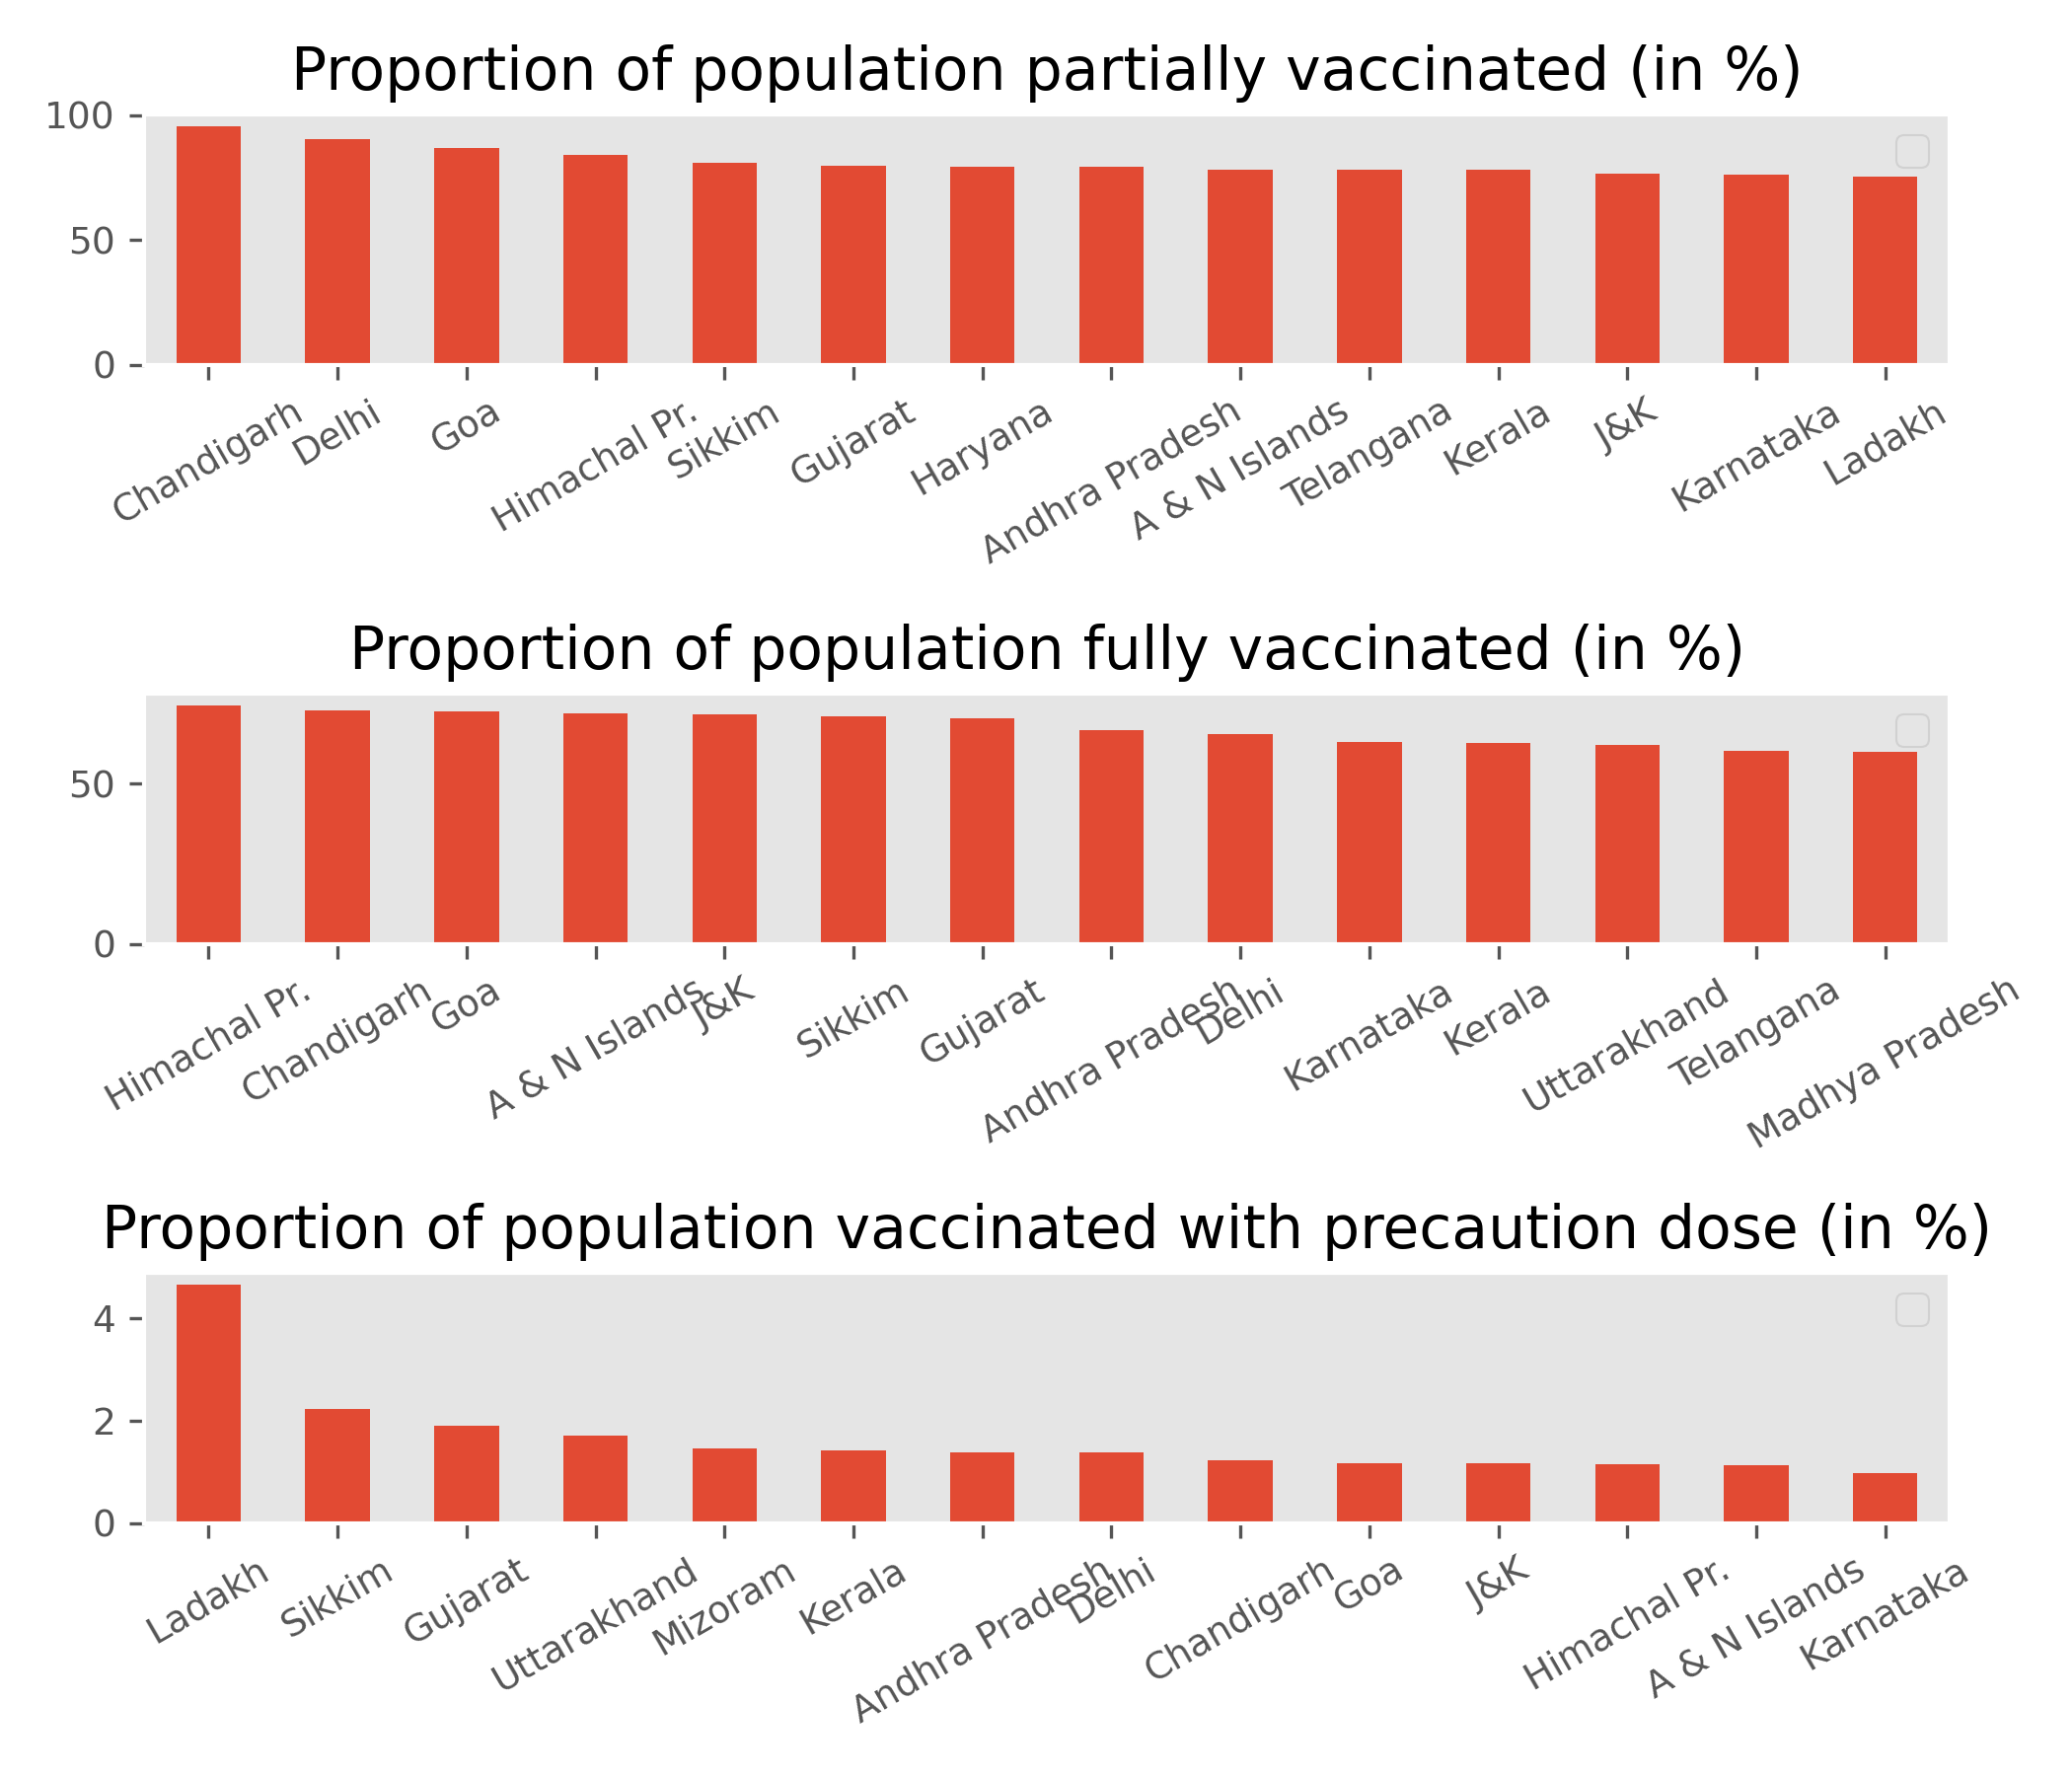 Proportion of population partially vaccinated (in %)
100
50
0
Chandigarh
Delhi
Goa
Himachal Pr.
Sikkim
Gujarat
Haryana
Andhra Pradesh
A & N Islands
Telangana
Kerala
J&K
Karnataka
Ladakh
Proportion of population fully vaccinated (in %)
50
0
Himachal Pr.
Chandigarh
Goa
A & N Islands
J&K
Sikkim
Gujarat
Andhra Pradesh
Delhi
Karnataka
Kerala
Uttarakhand
Telangana
Madhya Pradesh
Proportion of population vaccinated with precaution dose (in %)
4
2
0
Ladakh
Sikkim
Gujarat
Uttarakhand
Mizoram
Kerala
Andhra Pradesh
Delhi
Chandigarh
Goa
J&K
Himachal Pr.
A & N Islands
Karnataka